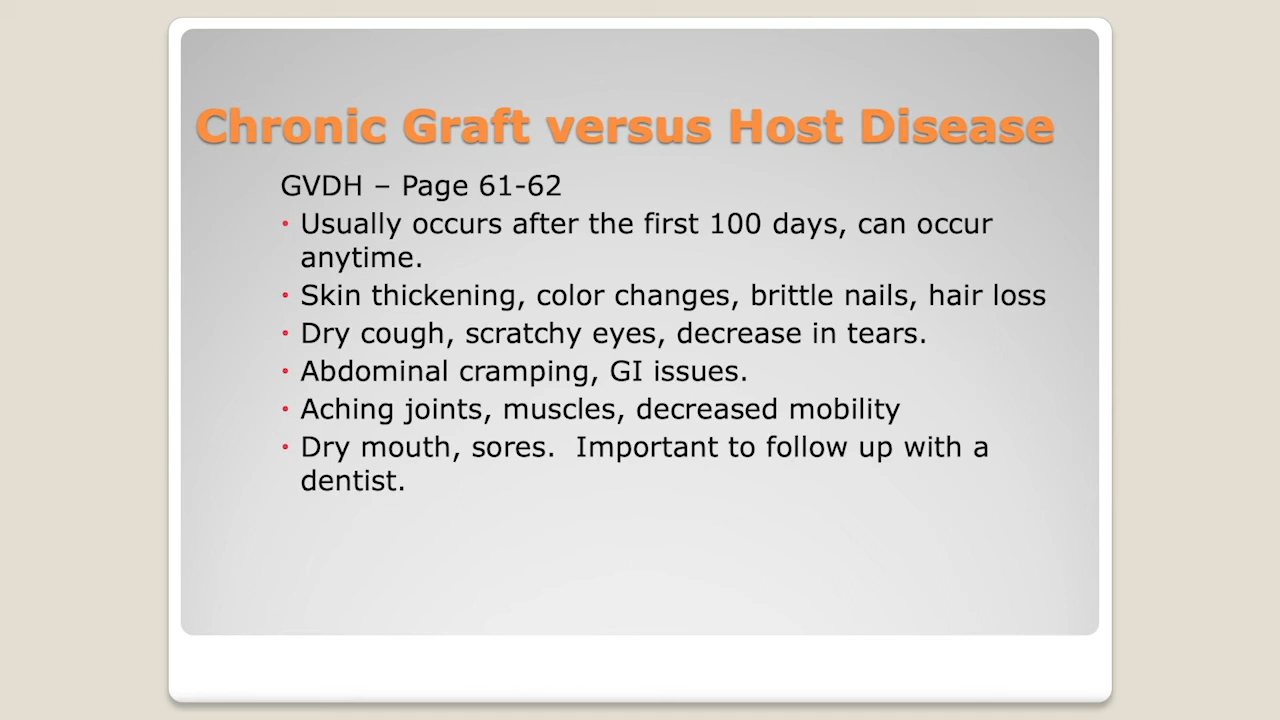 Chronic Graft versus Host Disease
GVDH – Page 61-62
Usually occurs after the first 100 days, can occur
anytime.
Skin thickening, color changes, brittle nails, hair loss
Dry cough, scratchy eyes, decrease in tears.
Abdominal cramping, GI issues.
Aching joints, muscles, decreased mobility
Dry mouth, sores.  Important to follow up with a
dentist.